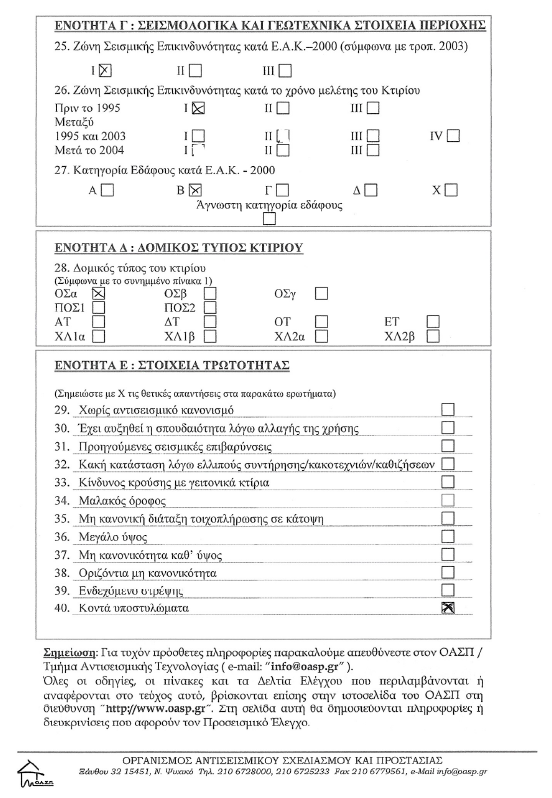 ΕΝΟΤΗΤΑ Γ : ΣΕΙΣΜΟΛΟΓΙΚΑ ΚΑΙ ΓΕΩΤΕΧΝΙΚΑ ΣΤΟΙΧΕΙΑ ΠΕΡΙΟΧΗΣ
25. Ζώνη Σεισμικής Επικινδυνότητας κατά Ε.Α.Κ.–2000 (σύμφωνα με τροπ. 2003)
Ι ☒ ΙΙ ☐ ΙΙΙ ☐
26. Ζώνη Σεισμικής Επικινδυνότητας κατά το χρόνο μελέτης του Κτιρίου
Πριν το 1995 Ι ☒ ΙΙ ☐ ΙΙΙ ☐
Μεταξύ
1995 και 2003 Ι ☐ ΙΙ ☐ ΙΙΙ ☐ IV ☐
Μετά το 2004 Ι ☐ ΙΙ ☐ ΙΙΙ ☐
27. Κατηγορία Εδάφους κατά Ε.Α.Κ. - 2000
Α ☐ Β ☒ Γ ☐ Δ ☐ Χ ☐
Άγνωστη κατηγορία εδάφους
☐
ΕΝΟΤΗΤΑ Δ : ΔΟΜΙΚΟΣ ΤΥΠΟΣ ΚΤΙΡΙΟΥ
28. Δομικός τύπος του κτιρίου
(Σύμφωνα με το συνημμένο πίνακα 1)
ΟΣα ☒ ΟΣβ ☐ ΟΣγ ☐
ΠΟΣ1 ☐ ΠΟΣ2 ☐
ΑΤ ☐ ΔΤ ☐ ΟΤ ☐ ΕΤ ☐
ΧΛ1α ☐ ΧΛ1β ☐ ΧΛ2α ☐ ΧΛ2β ☐
ΕΝΟΤΗΤΑ Ε : ΣΤΟΙΧΕΙΑ ΤΡΩΤΟΤΗΤΑΣ
(Σημειώστε με Χ τις θετικές απαντήσεις στα παρακάτω ερωτήματα)
29. Χωρίς αντισεισμικό κανονισμό ☐
30. Έχει αυξηθεί η σπουδαιότητα λόγω αλλαγής της χρήσης ☐
31. Προηγούμενες σεισμικές επιβαρύνσεις ☐
32. Κακή κατάσταση λόγω ελλιπούς συντήρησης/κακοτεχνιών/καθιζήσεων ☐
33. Κίνδυνος κρούσης με γειτονικά κτίρια ☐
34. Μαλακός όροφος ☐
35. Μη κανονική διάταξη τοιχοπλήρωσης σε κάτοψη ☐
36. Μεγάλο ύψος ☐
37. Μη κανονικότητα καθ’ ύψος ☐
38. Οριζόντια μη κανονικότητα ☐
39. Ενδεχόμενο στρέψης ☐
40. Κοντά υποστυλώματα ☒
Σημείωση: Για τυχόν πρόσθετες πληροφορίες παρακαλούμε απευθύνεστε στον ΟΑΣΠ /
Τμήμα Αντισεισμικής Τεχνολογίας ( e-mail: "info@oasp.gr" ).
Όλες οι οδηγίες, οι πίνακες και τα Δελτία Ελέγχου που περιλαμβάνονται ή
αναφέρονται στο τεύχος αυτό, βρίσκονται επίσης στην ιστοσελίδα του ΟΑΣΠ στη
διεύθυνση "http://www.oasp.gr". Στη σελίδα αυτή θα δημοσιεύονται πληροφορίες ή
διευκρινίσεις που αφορούν τον Προσεισμικό Έλεγχο.
ΟΡΓΑΝΙΣΜΟΣ ΑΝΤΙΣΕΙΣΜΙΚΟΥ ΣΧΕΔΙΑΣΜΟΥ ΚΑΙ ΠΡΟΣΤΑΣΙΑΣ
Ξάνθου 32 15451, Ν. Ψυχικό Τηλ. 210 6728000, 210 6725233 Fax 210 6779561, e-Mail info@oasp.gr
Ο.Α.Σ.Π.